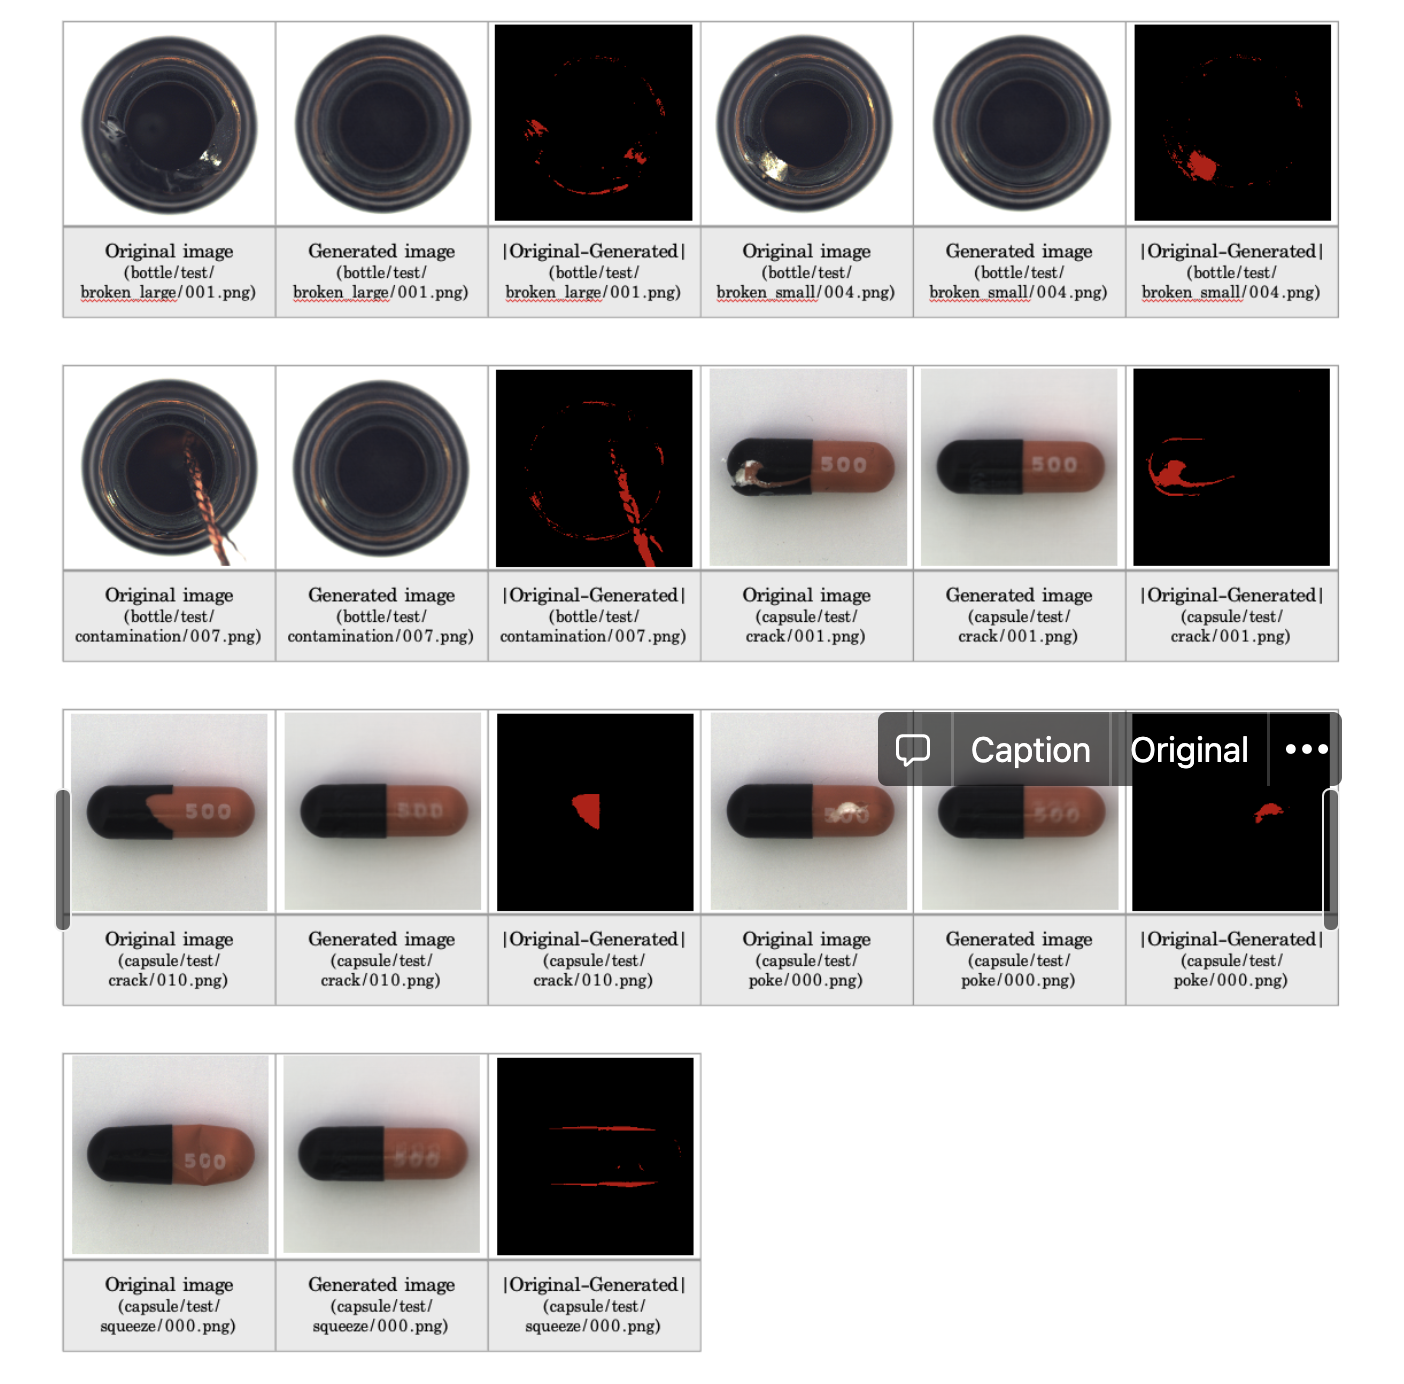 Original image
(bottle/test/
broken_large/001.png)
Generated image
(bottle/test/
broken_large/001.png)
|Original-Generated|
(bottle/test/
broken_large/001.png)
Original image
(bottle/test/
broken_small/004.png)
Generated image
(bottle/test/
broken_small/004.png)
|Original-Generated|
(bottle/test/
broken_small/004.png)
500
500
Original image
(bottle/test/
contamination/007.png)
Generated image
(bottle/test/
contamination/007.png)
|Original-Generated|
(bottle/test/
contamination/007.png)
Original image
(capsule/test/
crack/001.png)
Generated image
(capsule/test/
crack/001.png)
|Original-Generated|
(capsule/test/
crack/001.png)
Caption
Original
500
500
Original image
(capsule/test/
crack/010.png)
Generated image
(capsule/test/
crack/010.png)
|Original-Generated|
(capsule/test/
crack/010.png)
Original image
(capsule/test/
poke/000.png)
Generated image
(capsule/test/
poke/000.png)
|Original-Generated|
(capsule/test/
poke/000.png)
500
Original image
(capsule/test/
squeeze/000.png)
Generated image
(capsule/test/
squeeze/000.png)
|Original-Generated|
(capsule/test/
squeeze/000.png)